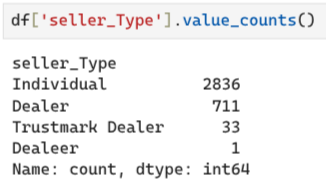 df['seller_Type'].value_counts()
seller_Type
Individual 2836
Dealer 711
Trustmark Dealer 33
Dealeer 1
Name: count, dtype: int64